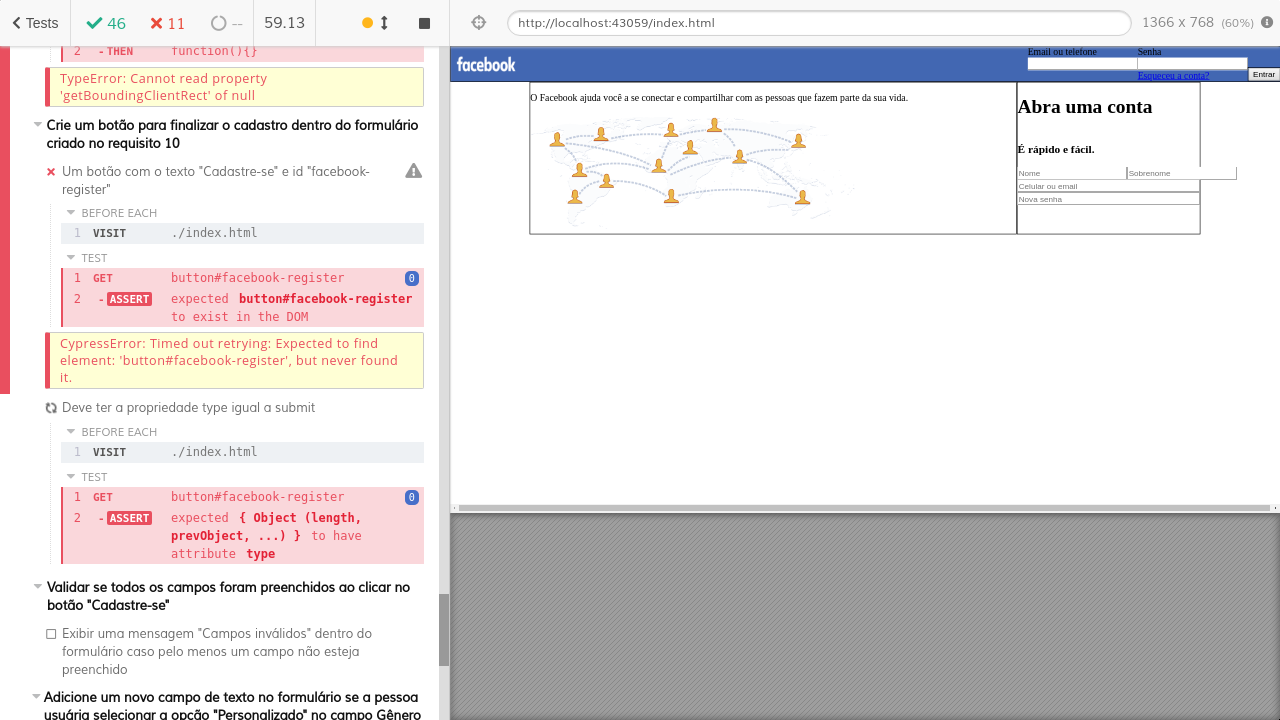 Tests
46
11
--
59.13
http://localhost:43059/index.html
1366 x 768 (60%)
2 - THEN function(){}
TypeError: Cannot read property
'getBoundingClientRect' of null
Crie um botão para finalizar o cadastro dentro do formulário
criado no requisito 10
Um botão com o texto "Cadastre-se" e id "facebook-
register"
BEFORE EACH
1 VISIT ./index.html
TEST
1 GET button#facebook-register 0
2 - ASSERT expected button#facebook-register
to exist in the DOM
CypressError: Timed out retrying: Expected to find
element: 'button#facebook-register', but never found
it.
Deve ter a propriedade type igual a submit
BEFORE EACH
1 VISIT ./index.html
TEST
1 GET button#facebook-register 0
2 - ASSERT expected { Object (length,
prevObject, ...) } to have
attribute type
Validar se todos os campos foram preenchidos ao clicar no
botão "Cadastre-se"
Exibir uma mensagem "Campos inválidos" dentro do
formulário caso pelo menos um campo não esteja
preenchido
Adicione um novo campo de texto no formulário se a pessoa
usuária selecionar a opção "Personalizado" no campo Gênero
facebook
Email ou telefone
Senha
Esqueceu a conta?
Entrar
O Facebook ajuda você a se conectar e compartilhar com as pessoas que fazem parte da sua vida.
Abra uma conta
É rápido e fácil.
Nome
Sobrenome
Celular ou email
Nova senha